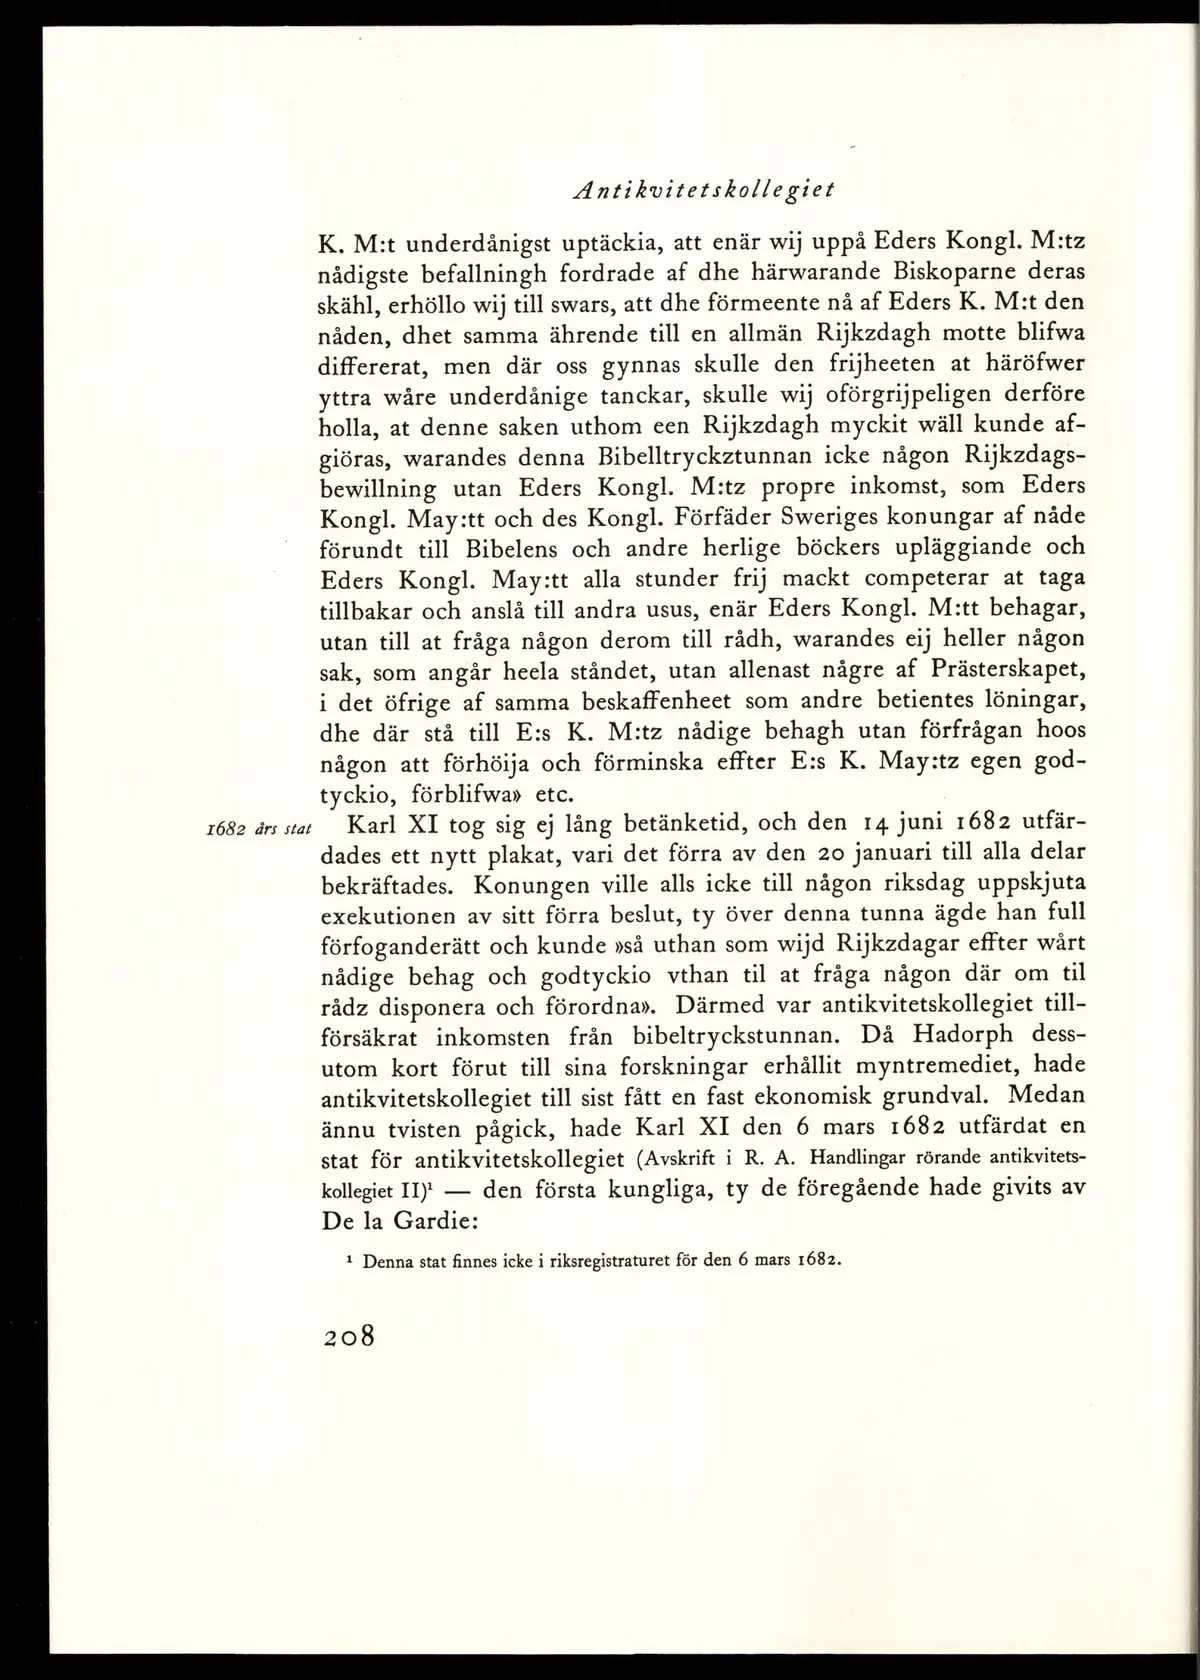 Antikvitetskollegiet
K. M:t underdånigst uptäckia, att enär wij uppå Eders Kongl. M:tz
nådigste befallningh fordrade af dhe härwarande Biskoparne deras
skähl, erhöllo wij till swars, att dhe förmeente nå af Eders K. M:t den
nåden, dhet samma ährende till en allmän Rijkzdagh motte blifwa
differerat, men där oss gynnas skulle den frijheeten at häröfwer
yttra wåre underdånige tanckar, skulle wij oförgrijpeligen derföre
holla, at denne saken uthom een Rijkzdagh myckit wäll kunde af-
giöras, warandes denna Bibelltryckztunnan icke någon Rijkzdags-
bewillning utan Eders Kongl. M:tz propre inkomst, som Eders
Kongl. May:tt och des Kongl. Förfäder Sweriges konungar af nåde
förundt till Bibelens och andre herlige böckers upläggiande och
Eders Kongl. May:tt alla stunder frij mackt competerar at taga
tillbakar och anslå till andra usus, enär Eders Kongl. M:tt behagar,
utan till at fråga någon derom till rådh, warandes eij heller någon
sak, som angår heela ståndet, utan allenast någre af Prästerskapet,
i det öfrige af samma beskaffenheet som andre betientes löningar,
dhe där stå till E:s K. M:tz nådige behagh utan förfrågan hoos
någon att förhöija och förminska effter E:s K. May:tz egen god-
tyckio, förblifwa» etc.
1682 års stat Karl XI tog sig ej lång betänketid, och den 14 juni 1682 utfär-
dades ett nytt plakat, vari det förra av den 20 januari till alla delar
bekräftades. Konungen ville alls icke till någon riksdag uppskjuta
exekutionen av sitt förra beslut, ty över denna tunna ägde han full
förfoganderätt och kunde »så uthan som wijd Rijkzdagar effter wårt
nådige behag och godtyckio vthan til at fråga någon där om til
rådz disponera och förordna». Därmed var antikvitetskollegiet till-
försäkrat inkomsten från bibeltryckstunnan. Då Hadorph dess-
utom kort förut till sina forskningar erhållit myntremediet, hade
antikvitetskollegiet till sist fått en fast ekonomisk grundval. Medan
ännu tvisten pågick, hade Karl XI den 6 mars 1682 utfärdat en
stat för antikvitetskollegiet (Avskrift i R. A. Handlingar rörande antikvitets-
kollegiet II)¹ — den första kungliga, ty de föregående hade givits av
De la Gardie:
¹ Denna stat finnes icke i riksregistraturet för den 6 mars 1682.
208